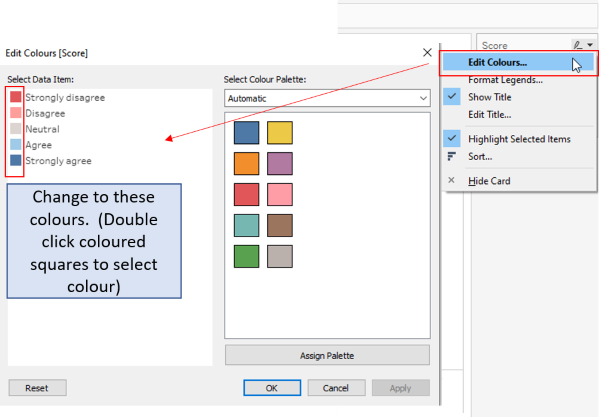 Score
Edit Colours...
Format Legends...
Show Title
Edit Title...
Highlight Selected Items
Sort...
Hide Card
Edit Colours [Score]
Select Data Item:
Strongly disagree
Disagree
Neutral
Agree
Strongly agree
Change to these
colours. (Double
click coloured
squares to select
colour)
Select Colour Palette:
Automatic
Assign Palette
Reset
OK
Cancel
Apply